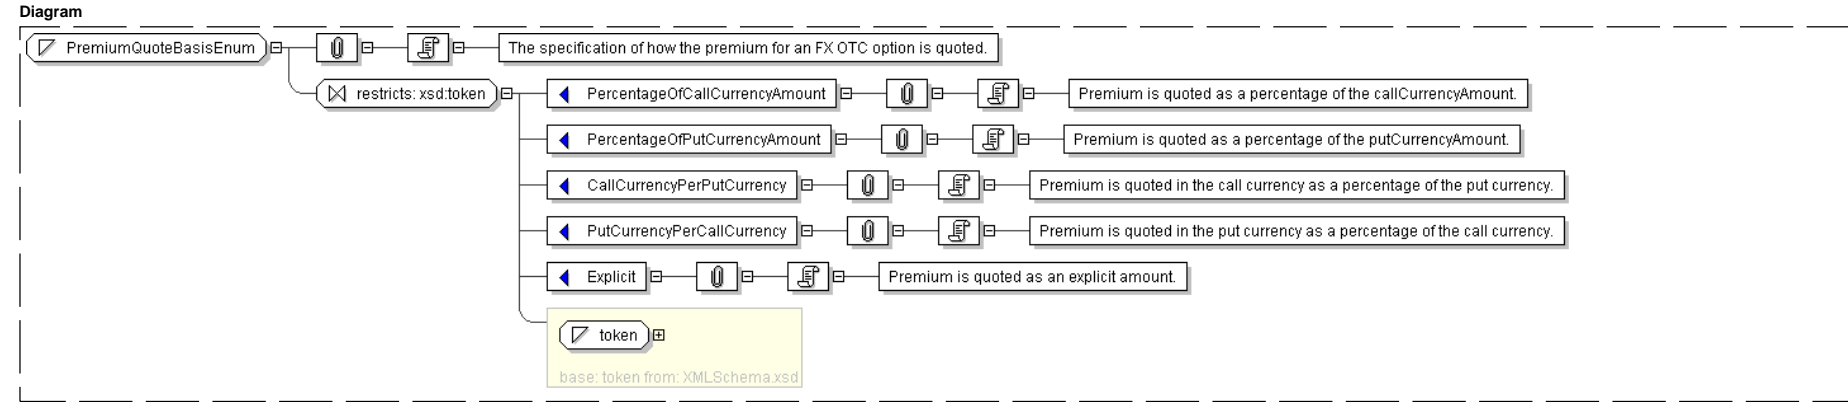 Diagram
PremiumQuoteBasisEnum The specification of how the premium for an FX OTC option is quoted.
restricts: xsd:token PercentageOfCallCurrencyAmount Premium is quoted as a percentage of the callCurrencyAmount.
PercentageOfPutCurrencyAmount Premium is quoted as a percentage of the putCurrencyAmount.
CallCurrencyPerPutCurrency Premium is quoted in the call currency as a percentage of the put currency.
PutCurrencyPerCallCurrency Premium is quoted in the put currency as a percentage of the call currency.
Explicit Premium is quoted as an explicit amount.
token
base: token from: XMLSchema.xsd